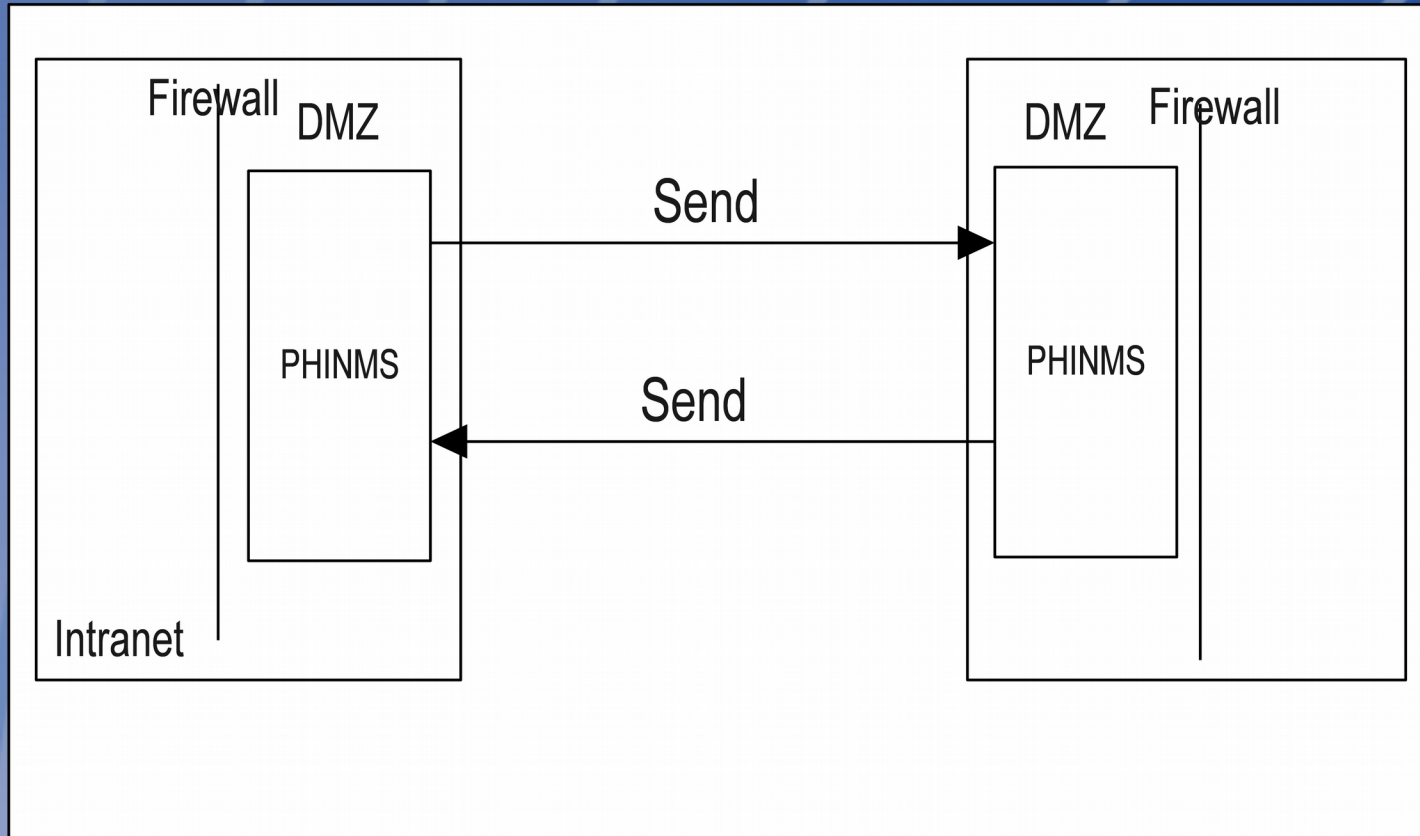 Firewall
DMZ
DMZ
Firewall
Send
PHINMS
PHINMS
Send
Intranet